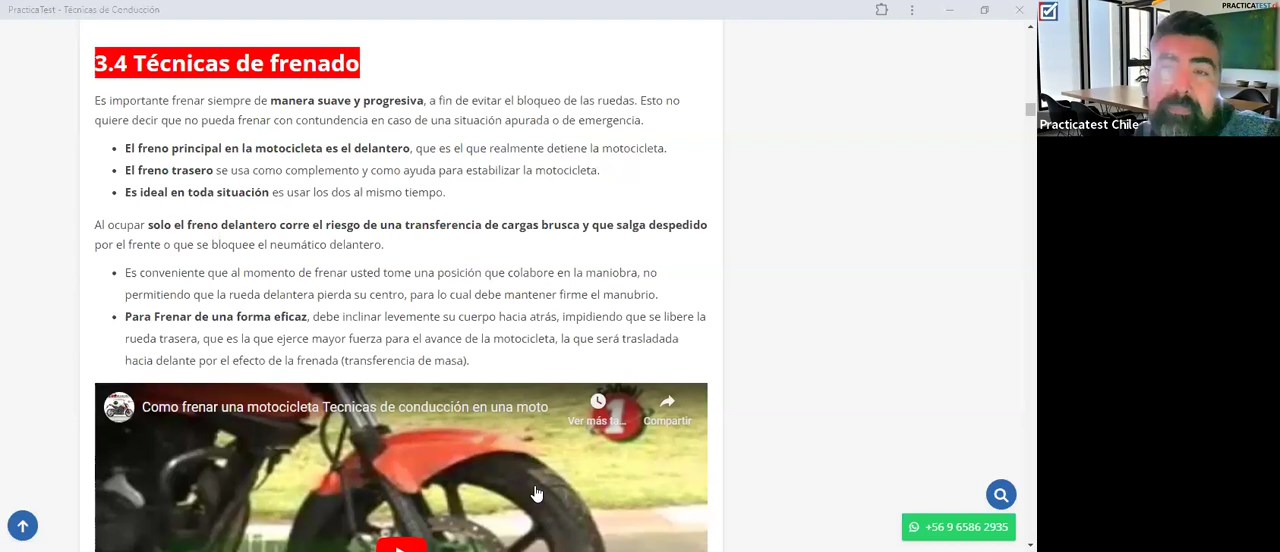 PracticaTest - Técnicas de Conducción
PRACTICATEST
3.4 Técnicas de frenado
Es importante frenar siempre de manera suave y progresiva, a fin de evitar el bloqueo de las ruedas. Esto no
quiere decir que no pueda frenar con contundencia en caso de una situación apurada o de emergencia.
Practicatest Chile
El freno principal en la motocicleta es el delantero, que es el que realmente detiene la motocicleta.
El freno trasero se usa como complemento y como ayuda para estabilizar la motocicleta.
Es ideal en toda situación es usar los dos al mismo tiempo.
Al ocupar solo el freno delantero corre el riesgo de una transferencia de cargas brusca y que salga despedido
por el frente o que se bloquee el neumático delantero.
Es conveniente que al momento de frenar usted tome una posición que colabore en la maniobra, no
permitiendo que la rueda delantera pierda su centro, para lo cual debe mantener firme el manubrio.
Para Frenar de una forma eficaz, debe inclinar levemente su cuerpo hacia atrás, impidiendo que se libere la
rueda trasera, que es la que ejerce mayor fuerza para el avance de la motocicleta, la que será trasladada
hacia delante por el efecto de la frenada (transferencia de masa).
Como frenar una motocicleta Tecnicas de conducción en una moto
1
Ver más ta... Compartir
+56 9 6586 2935